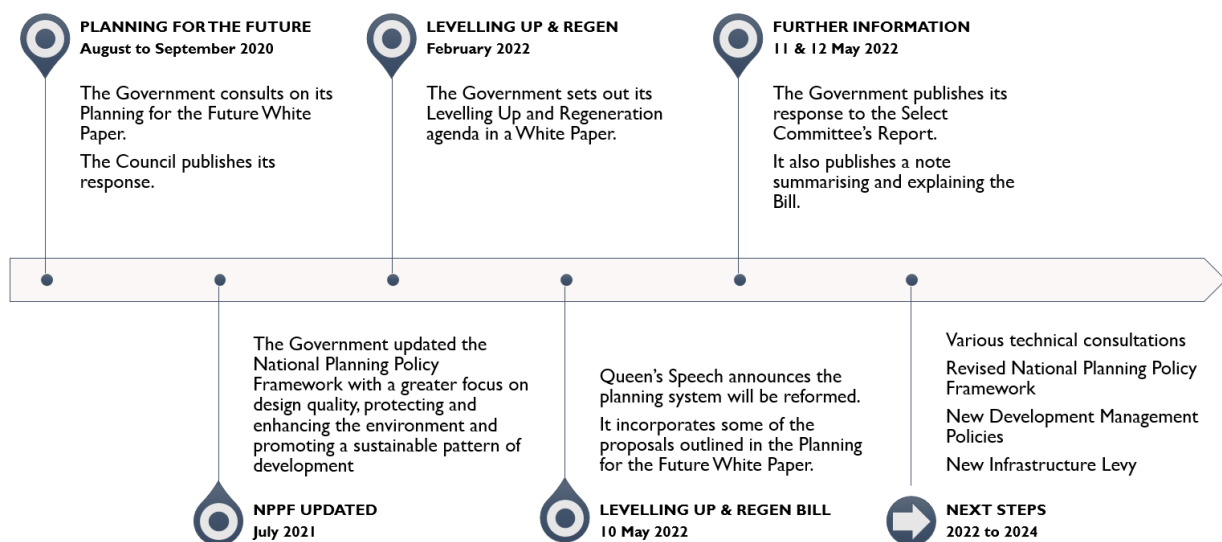 PLANNING FOR THE FUTURE
August to September 2020
The Government consults on its
Planning for the Future White
Paper.
The Council publishes its
response.
LEVELLING UP & REGEN
February 2022
The Government sets out its
Levelling Up and Regeneration
agenda in a White Paper.
FURTHER INFORMATION
11 & 12 May 2022
The Government publishes its
response to the Select
Committee's Report.
It also publishes a note
summarising and explaining the
Bill.
The Government updated the
National Planning Policy
Framework with a greater focus on
design quality, protecting and
enhancing the environment and
promoting a sustainable pattern of
development
NPPF UPDATED
July 2021
Queen's Speech announces the
planning system will be reformed.
It incorporates some of the
proposals outlined in the Planning
for the Future White Paper.
LEVELLING UP & REGEN BILL
10 May 2022
Various technical consultations
Revised National Planning Policy
Framework
New Development Management
Policies
New Infrastructure Levy
NEXT STEPS
2022 to 2024